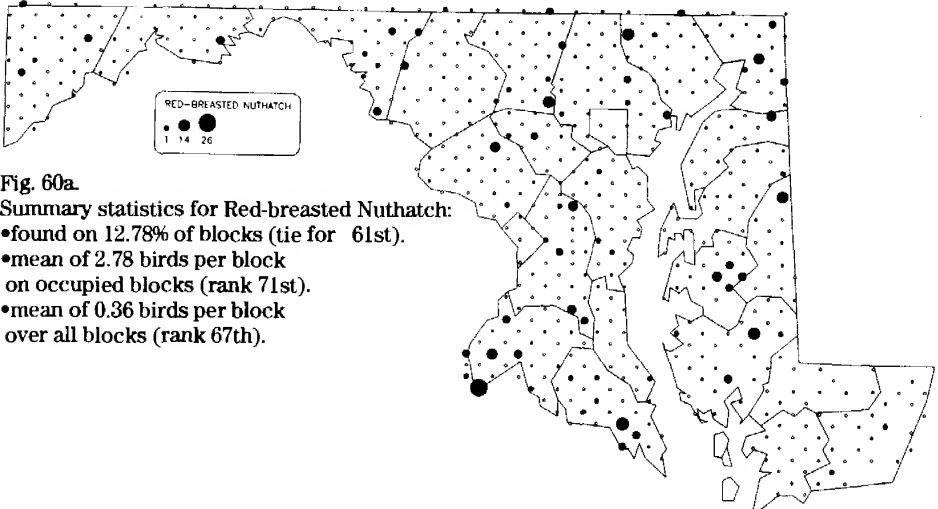 RED-BREASTED NUTHATCH
1 14 26
Fig. 60a.
Summary statistics for Red-breasted Nuthatch:
•found on 12.78% of blocks (tie for 61st).
•mean of 2.78 birds per block
on occupied blocks (rank 71st).
•mean of 0.36 birds per block
over all blocks (rank 67th).